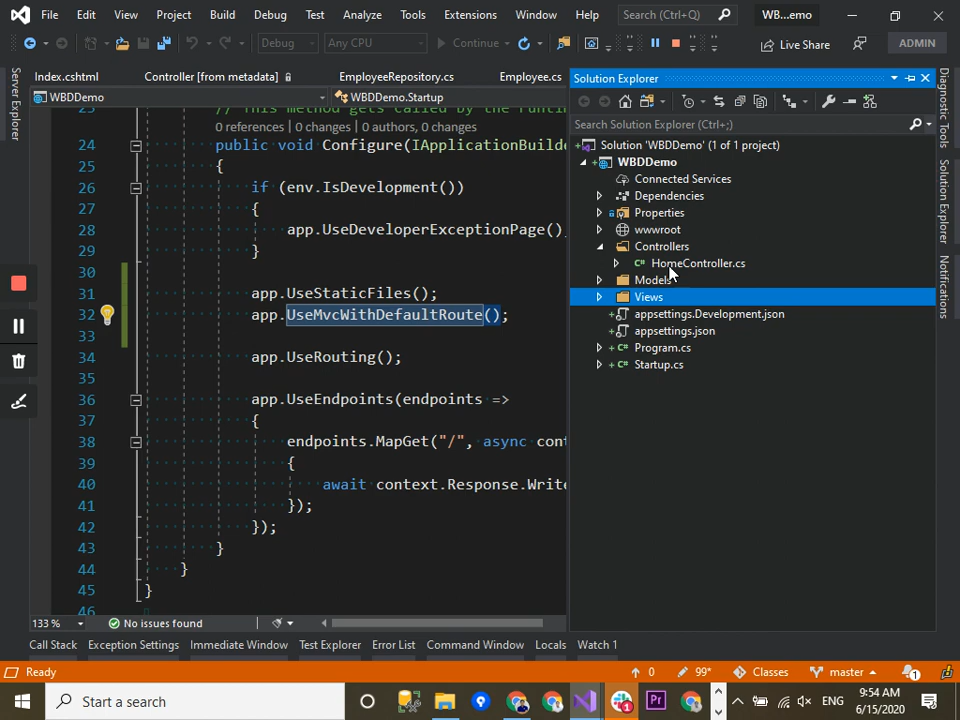 File Edit View Project Build Debug Test Analyze Tools Extensions Window Help Search (Ctrl+Q) WB...emo
Debug Any CPU Continue Live Share ADMIN
Index.cshtml Controller [from metadata] EmployeeRepository.cs Employee.cs
WBDDemo WBDDemo.Startup
Server Explorer
25
0 references | 0 changes | 0 authors, 0 changes
24 public void Configure(IApplicationBuilde
25 {
26 if (env.IsDevelopment())
27 {
28 app.UseDeveloperExceptionPage()
29 }
30
31 app.UseStaticFiles();
32 app.UseMvcWithDefaultRoute();
33
34 app.UseRouting();
35
36 app.UseEndpoints(endpoints =>
37 {
38 endpoints.MapGet("/", async cont
39 {
40 await context.Response.Write
41 });
42 });
43 }
44 }
45 }
46
133 % No issues found
Solution Explorer
Search Solution Explorer (Ctrl+;)
Solution 'WBDDemo' (1 of 1 project)
WBDDemo
Connected Services
Dependencies
Properties
wwwroot
Controllers
C# HomeController.cs
Models
Views
appsettings.Development.json
appsettings.json
C# Program.cs
C# Startup.cs
Diagnostic Tools
Solution Explorer
Notifications
Call Stack Exception Settings Immediate Window Test Explorer Error List Command Window Locals Watch 1
Ready 0 99* Classes master 1
Start a search ENG 9:54 AM
6/15/2020